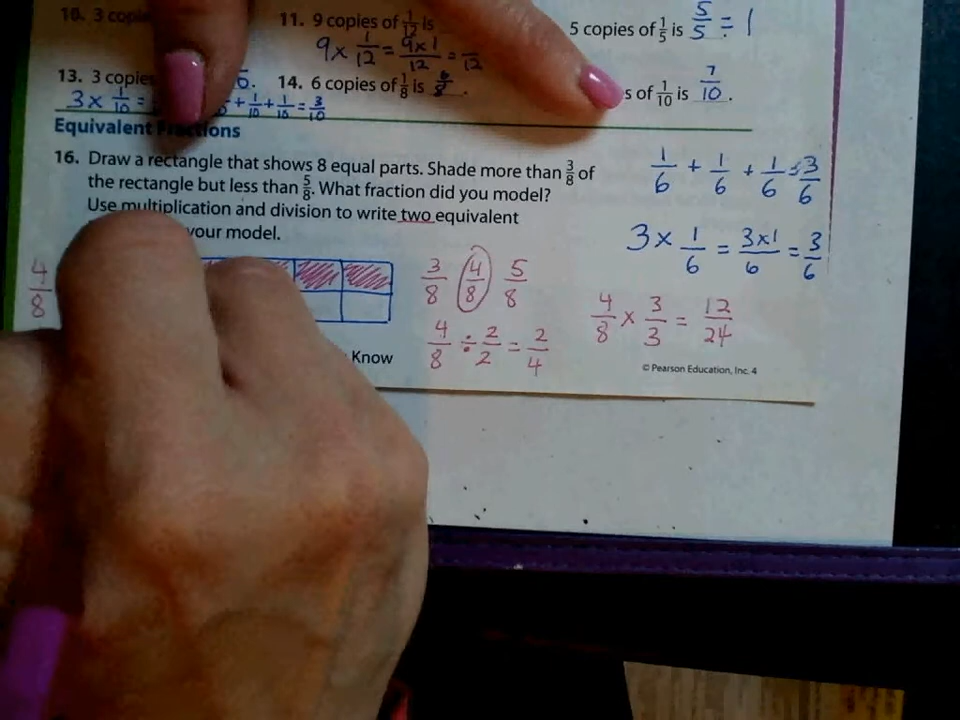 10. 3
11. 9 copies of 1/12 is
5 copies of 1/5 is 5/5 = 1
9 x 1/12 = 9x1/12 = /12
13. 3 copies
14. 6 copies of 1/8 is 6/8.
s of 1/10 is 7/10.
3 x 1/10 = + 1/10 + 1/10 = 3/10
Equivalent Fractions
16. Draw a rectangle that shows 8 equal parts. Shade more than 3/8 of
the rectangle but less than 5/8. What fraction did you model?
Use multiplication and division to write two equivalent
your model.
1/6 + 1/6 + 1/6 = 3/6
3 x 1/6 = 3x1/6 = 3/6
4/8
3/8 4/8 5/8
4/8 ÷ 2/2 = 2/4
4/8 x 3/3 = 12/24
Know
© Pearson Education, Inc. 4